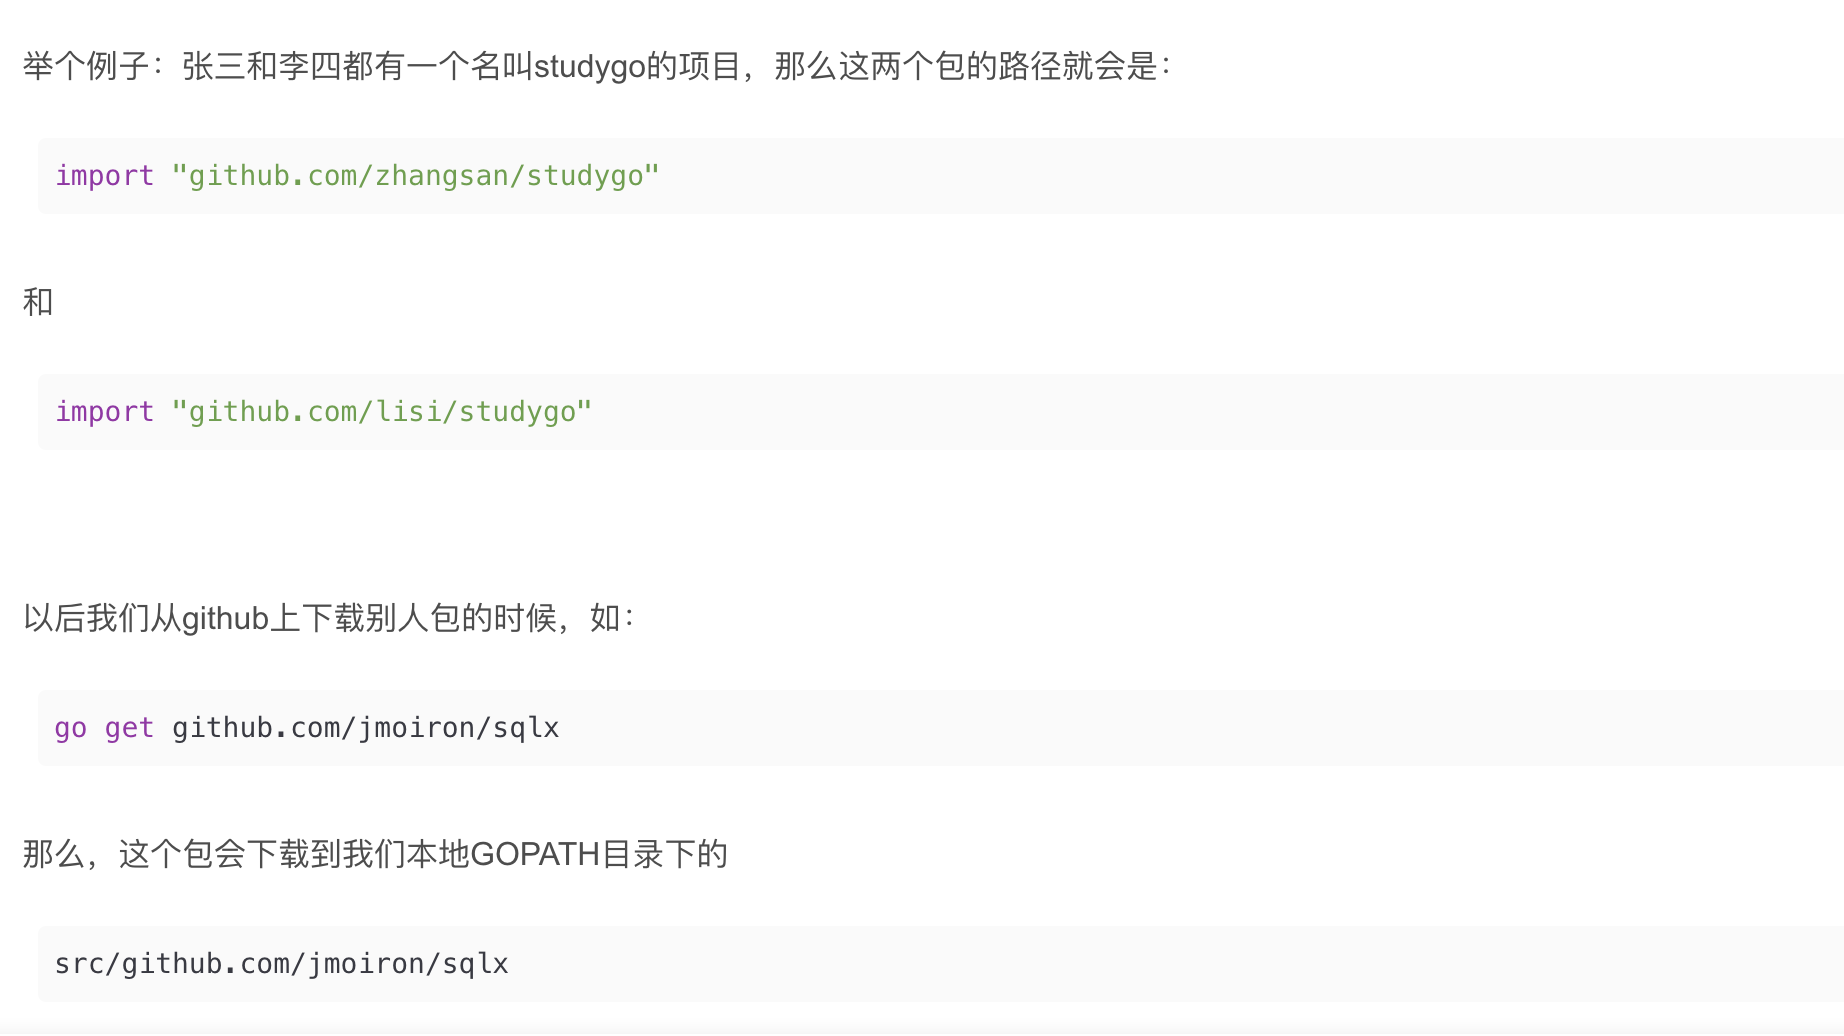 举个例子：张三和李四都有一个名叫studygo的项目，那么这两个包的路径就会是：
import "github.com/zhangsan/studygo"
和
import "github.com/lisi/studygo"
以后我们从github上下载别人包的时候，如：
go get github.com/jmoiron/sqlx
那么，这个包会下载到我们本地GOPATH目录下的
src/github.com/jmoiron/sqlx